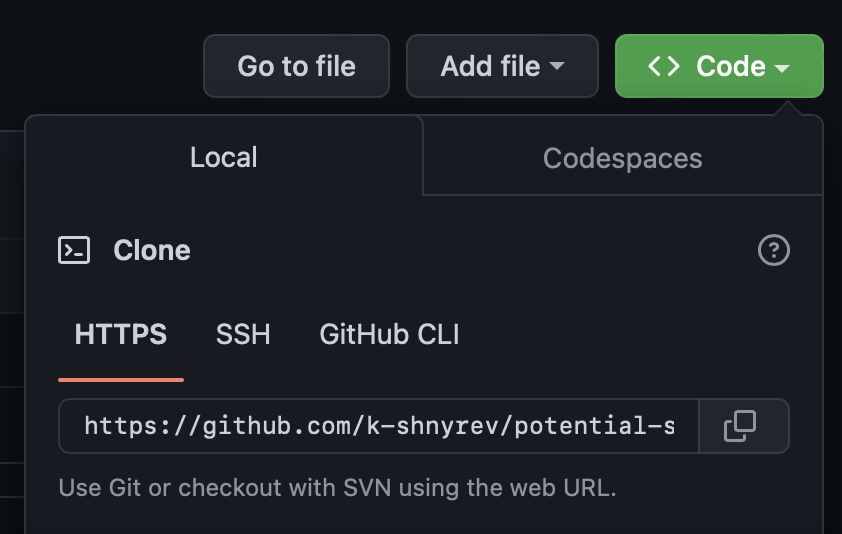 Go to file Add file <> Code
Local Codespaces
Clone
HTTPS SSH GitHub CLI
https://github.com/k-shnyrev/potential-s
Use Git or checkout with SVN using the web URL.